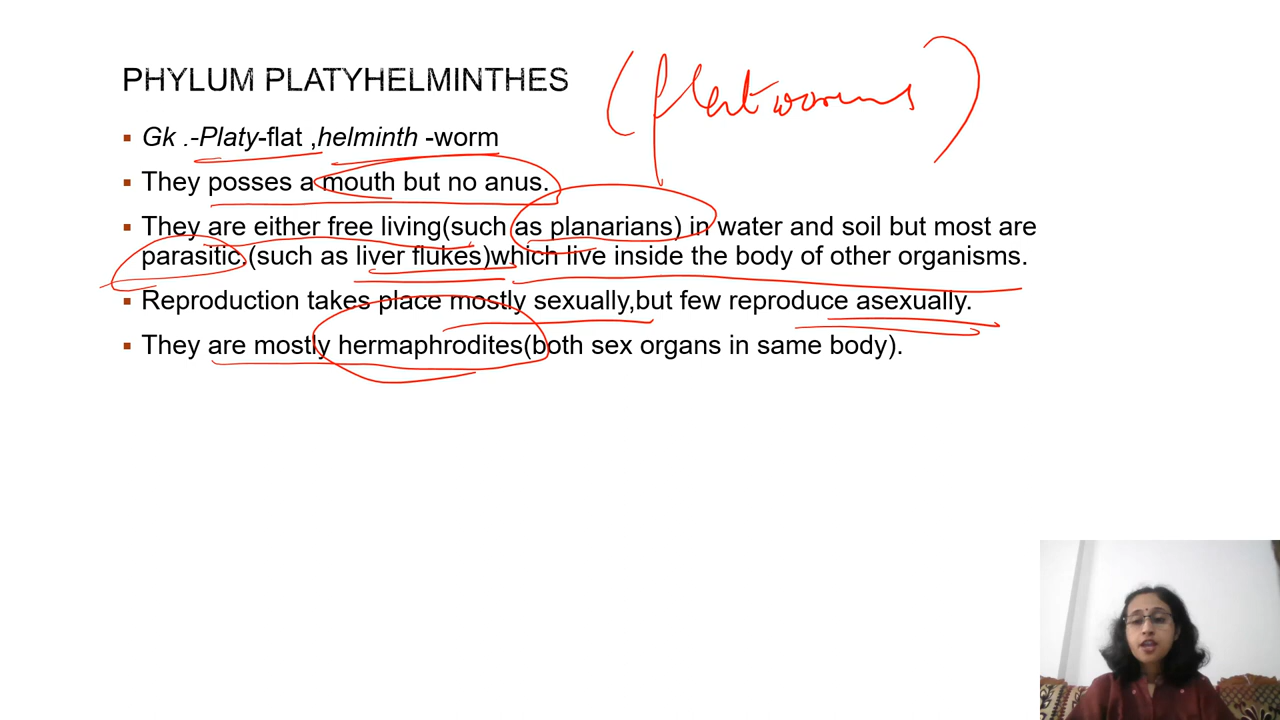 PHYLUM PLATYHELMINTHES (flatworms)
▪ Gk .-Platy-flat ,helminth -worm
▪ They posses a mouth but no anus.
▪ They are either free living(such as planarians) in water and soil but most are
parasitic.(such as liver flukes)which live inside the body of other organisms.
▪ Reproduction takes place mostly sexually,but few reproduce asexually.
▪ They are mostly hermaphrodites(both sex organs in same body).